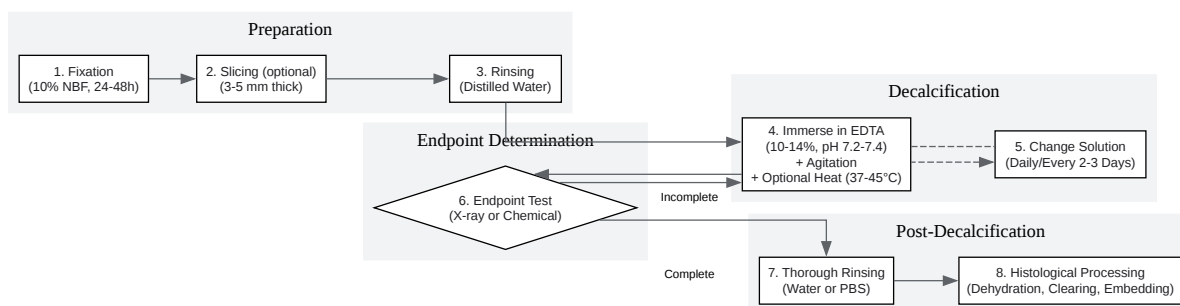 Preparation
1. Fixation
(10% NBF, 24-48h)
2. Slicing (optional)
(3-5 mm thick)
3. Rinsing
(Distilled Water)
Decalcification
4. Immerse in EDTA
(10-14%, pH 7.2-7.4)
+ Agitation
+ Optional Heat (37-45°C)
5. Change Solution
(Daily/Every 2-3 Days)
Endpoint Determination
6. Endpoint Test
(X-ray or Chemical)
Incomplete
Complete
Post-Decalcification
7. Thorough Rinsing
(Water or PBS)
8. Histological Processing
(Dehydration, Clearing, Embedding)